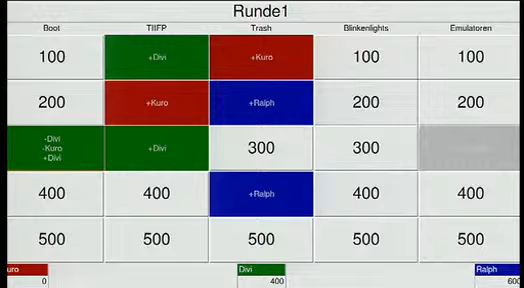 Runde1
Boot TIIFP Trash Blinkenlights Emulatoren
100 +Divi +Kuro 100 100
200 +Kuro +Ralph 200 200
-Divi
-Kuro
+Divi
+Divi 300 300
400 400 +Ralph 400 400
500 500 500 500 500
uro Divi Ralph
0 400 600